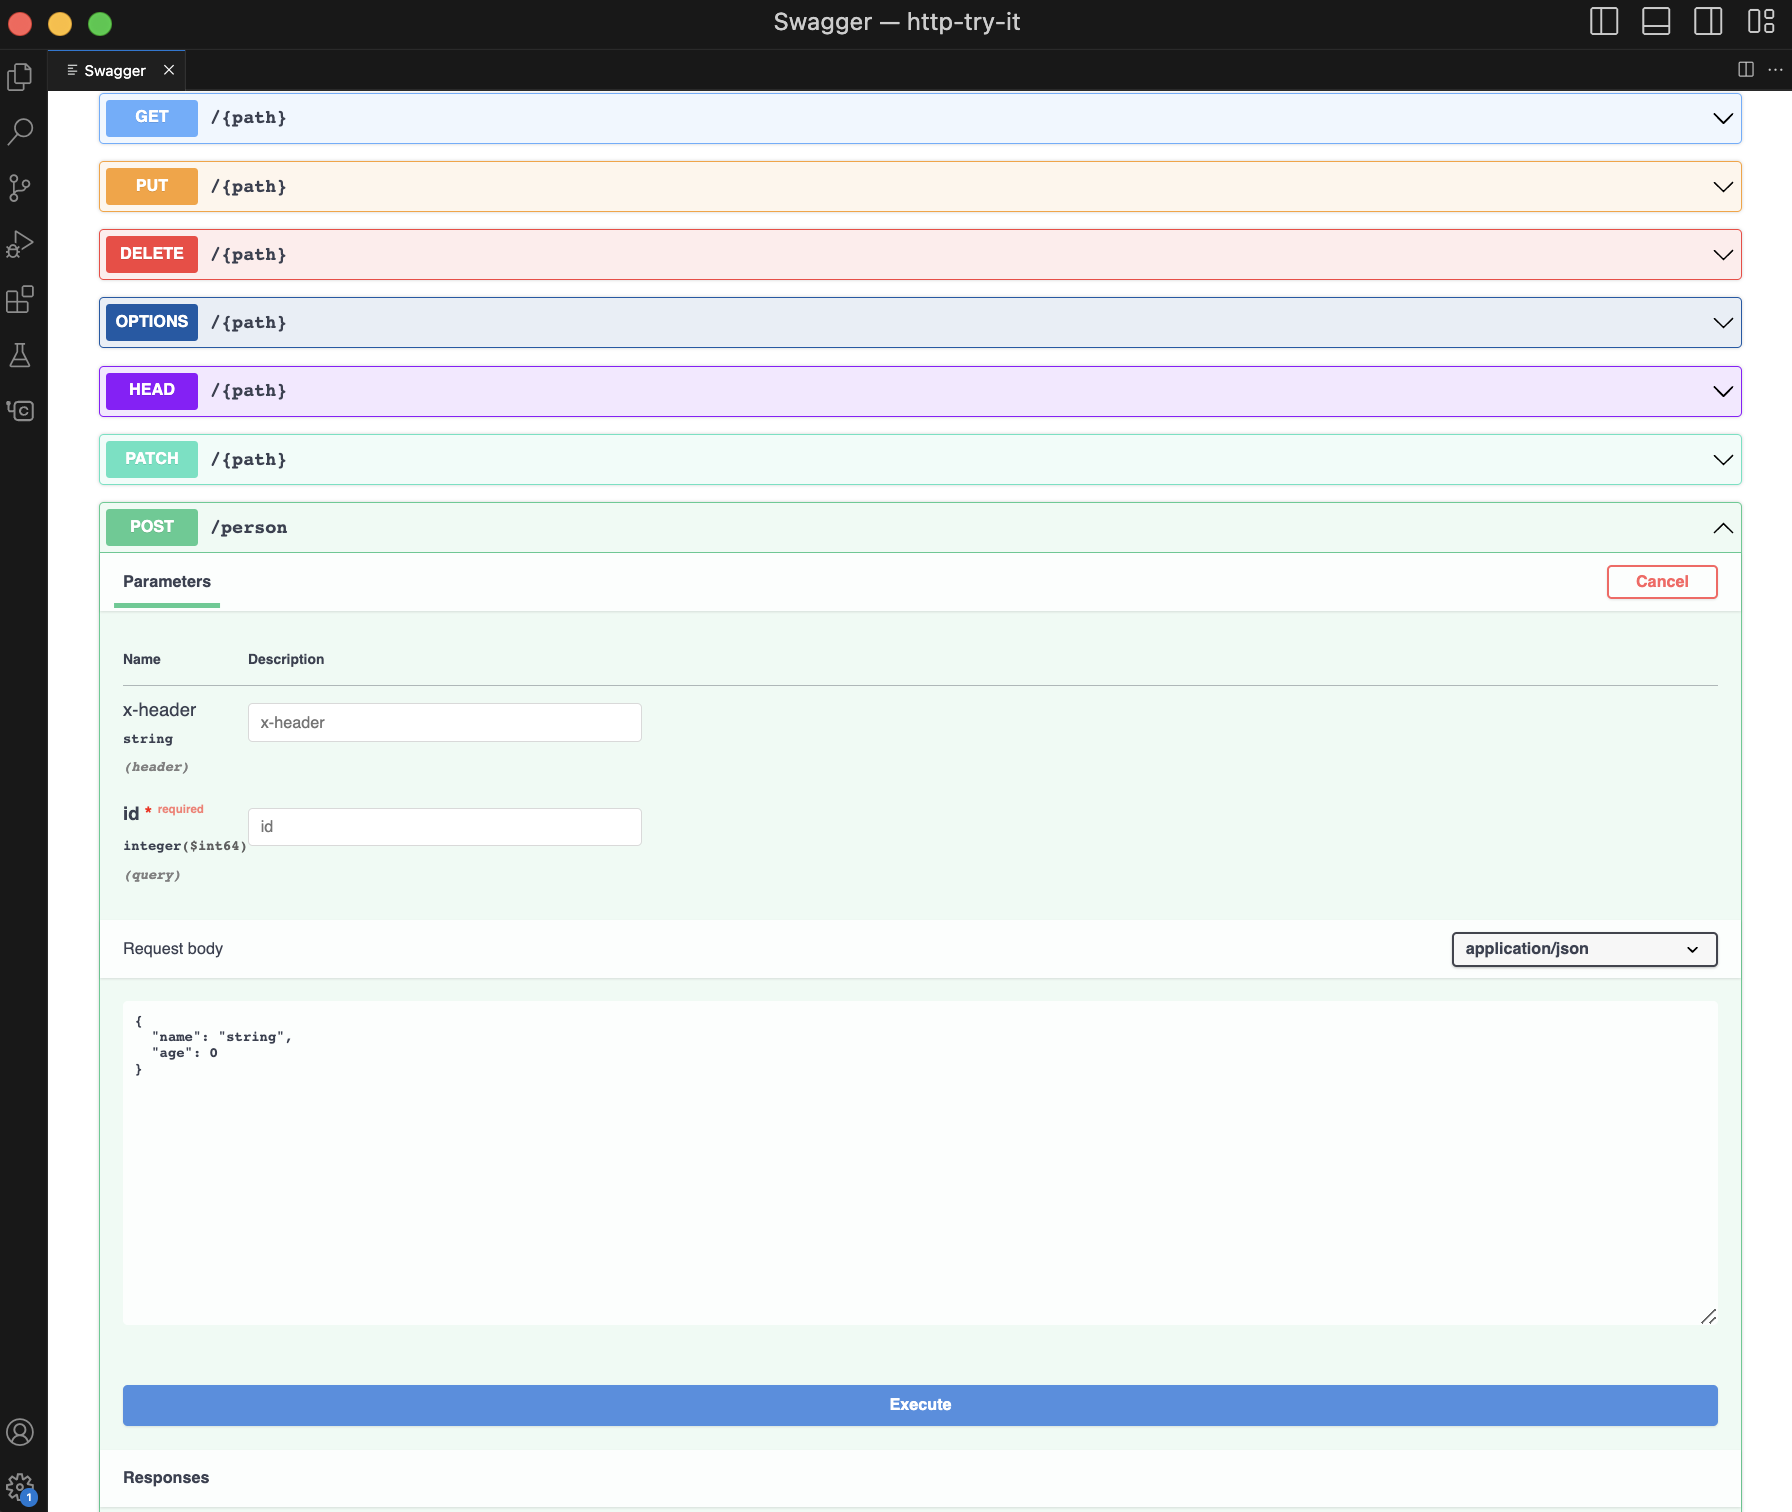 Swagger — http-try-it
Swagger
GET /{path}
PUT /{path}
DELETE /{path}
OPTIONS /{path}
HEAD /{path}
PATCH /{path}
POST /person
Parameters
Cancel
Name Description
x-header x-header
string
(header)
id * required
id
integer($int64)
(query)
Request body application/json
{
"name": "string",
"age": 0
}
Execute
Responses
1